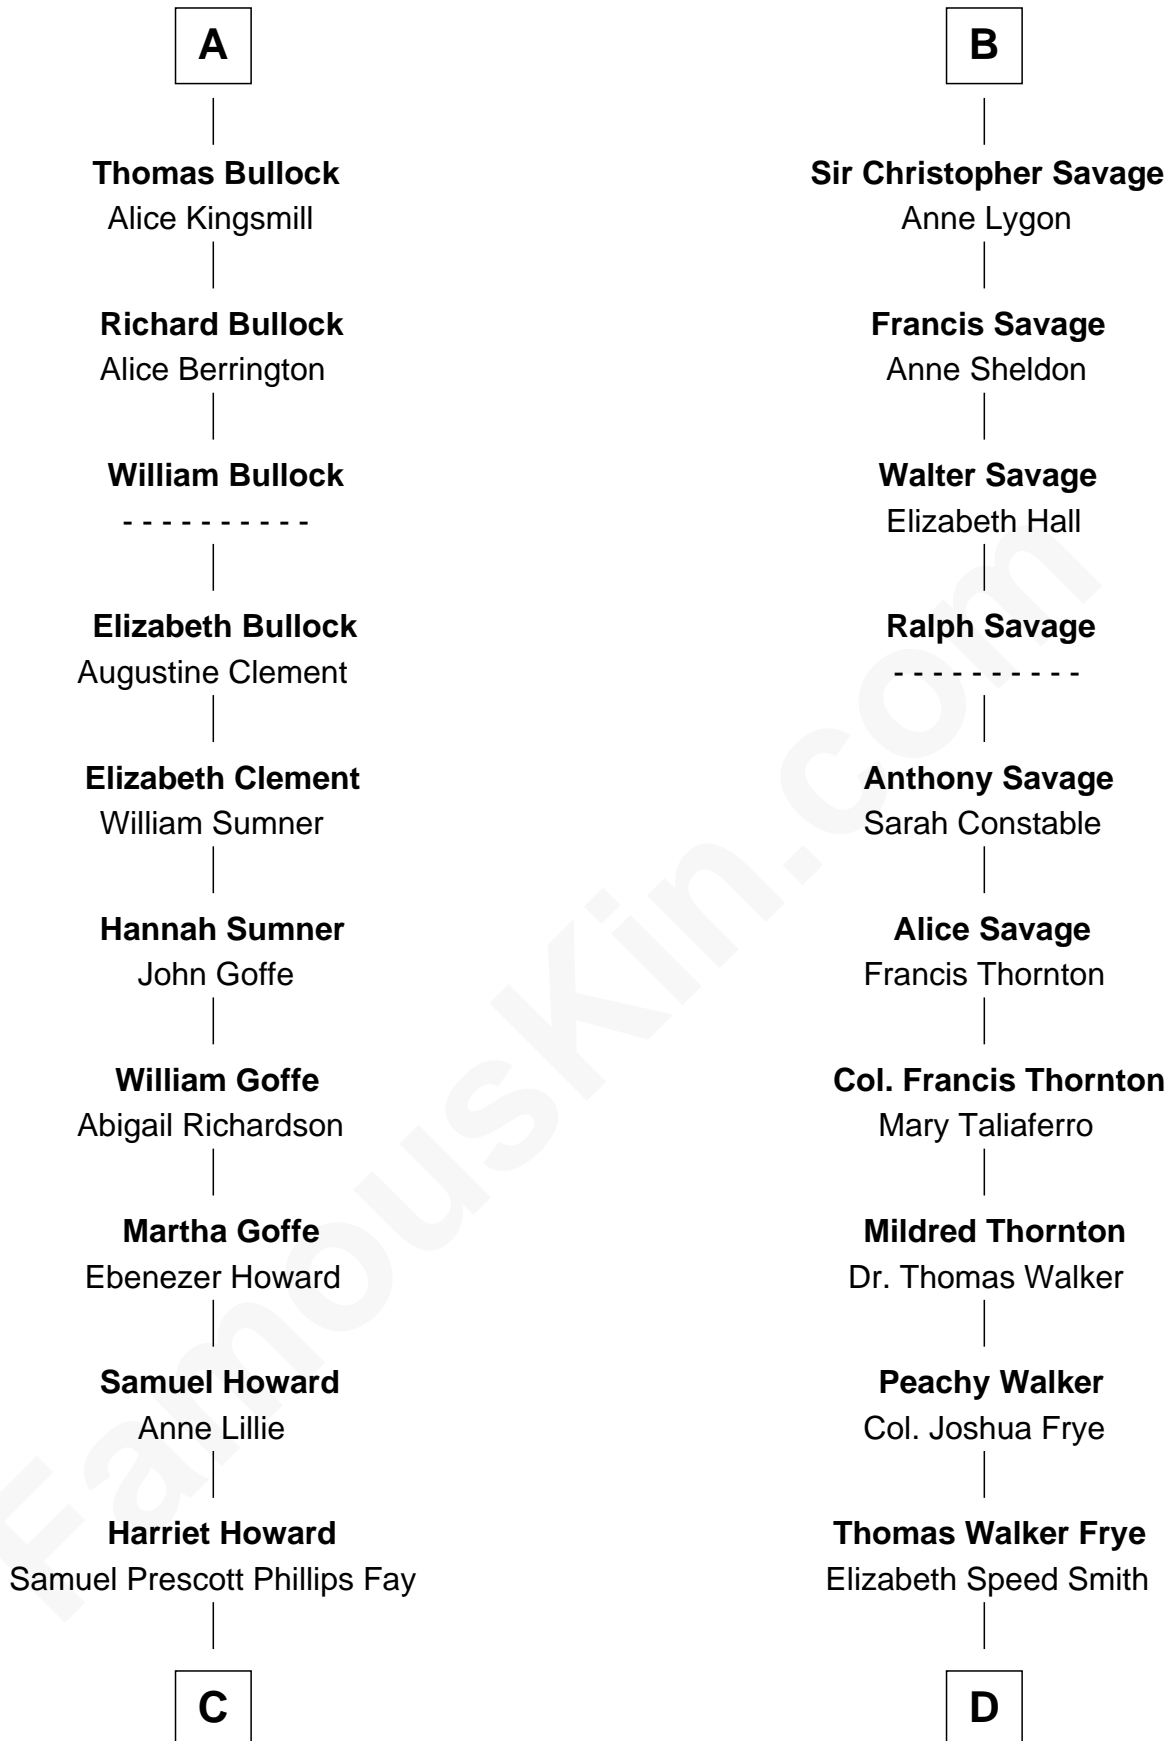 A
Thomas Bullock
Alice Kingsmill
Richard Bullock
Alice Berrington
William Bullock
- - - - - - - - - -
Elizabeth Bullock
Augustine Clement
Elizabeth Clement
William Sumner
Hannah Sumner
John Goffe
William Goffe
Abigail Richardson
Martha Goffe
Ebenezer Howard
Samuel Howard
Anne Lillie
Harriet Howard
Samuel Prescott Phillips Fay
C
B
Sir Christopher Savage
Anne Lygon
Francis Savage
Anne Sheldon
Walter Savage
Elizabeth Hall
Ralph Savage
- - - - - - - - - -
Anthony Savage
Sarah Constable
Alice Savage
Francis Thornton
Col. Francis Thornton
Mary Taliaferro
Mildred Thornton
Dr. Thomas Walker
Peachy Walker
Col. Joshua Frye
Thomas Walker Frye
Elizabeth Speed Smith
D
FamousKin.com